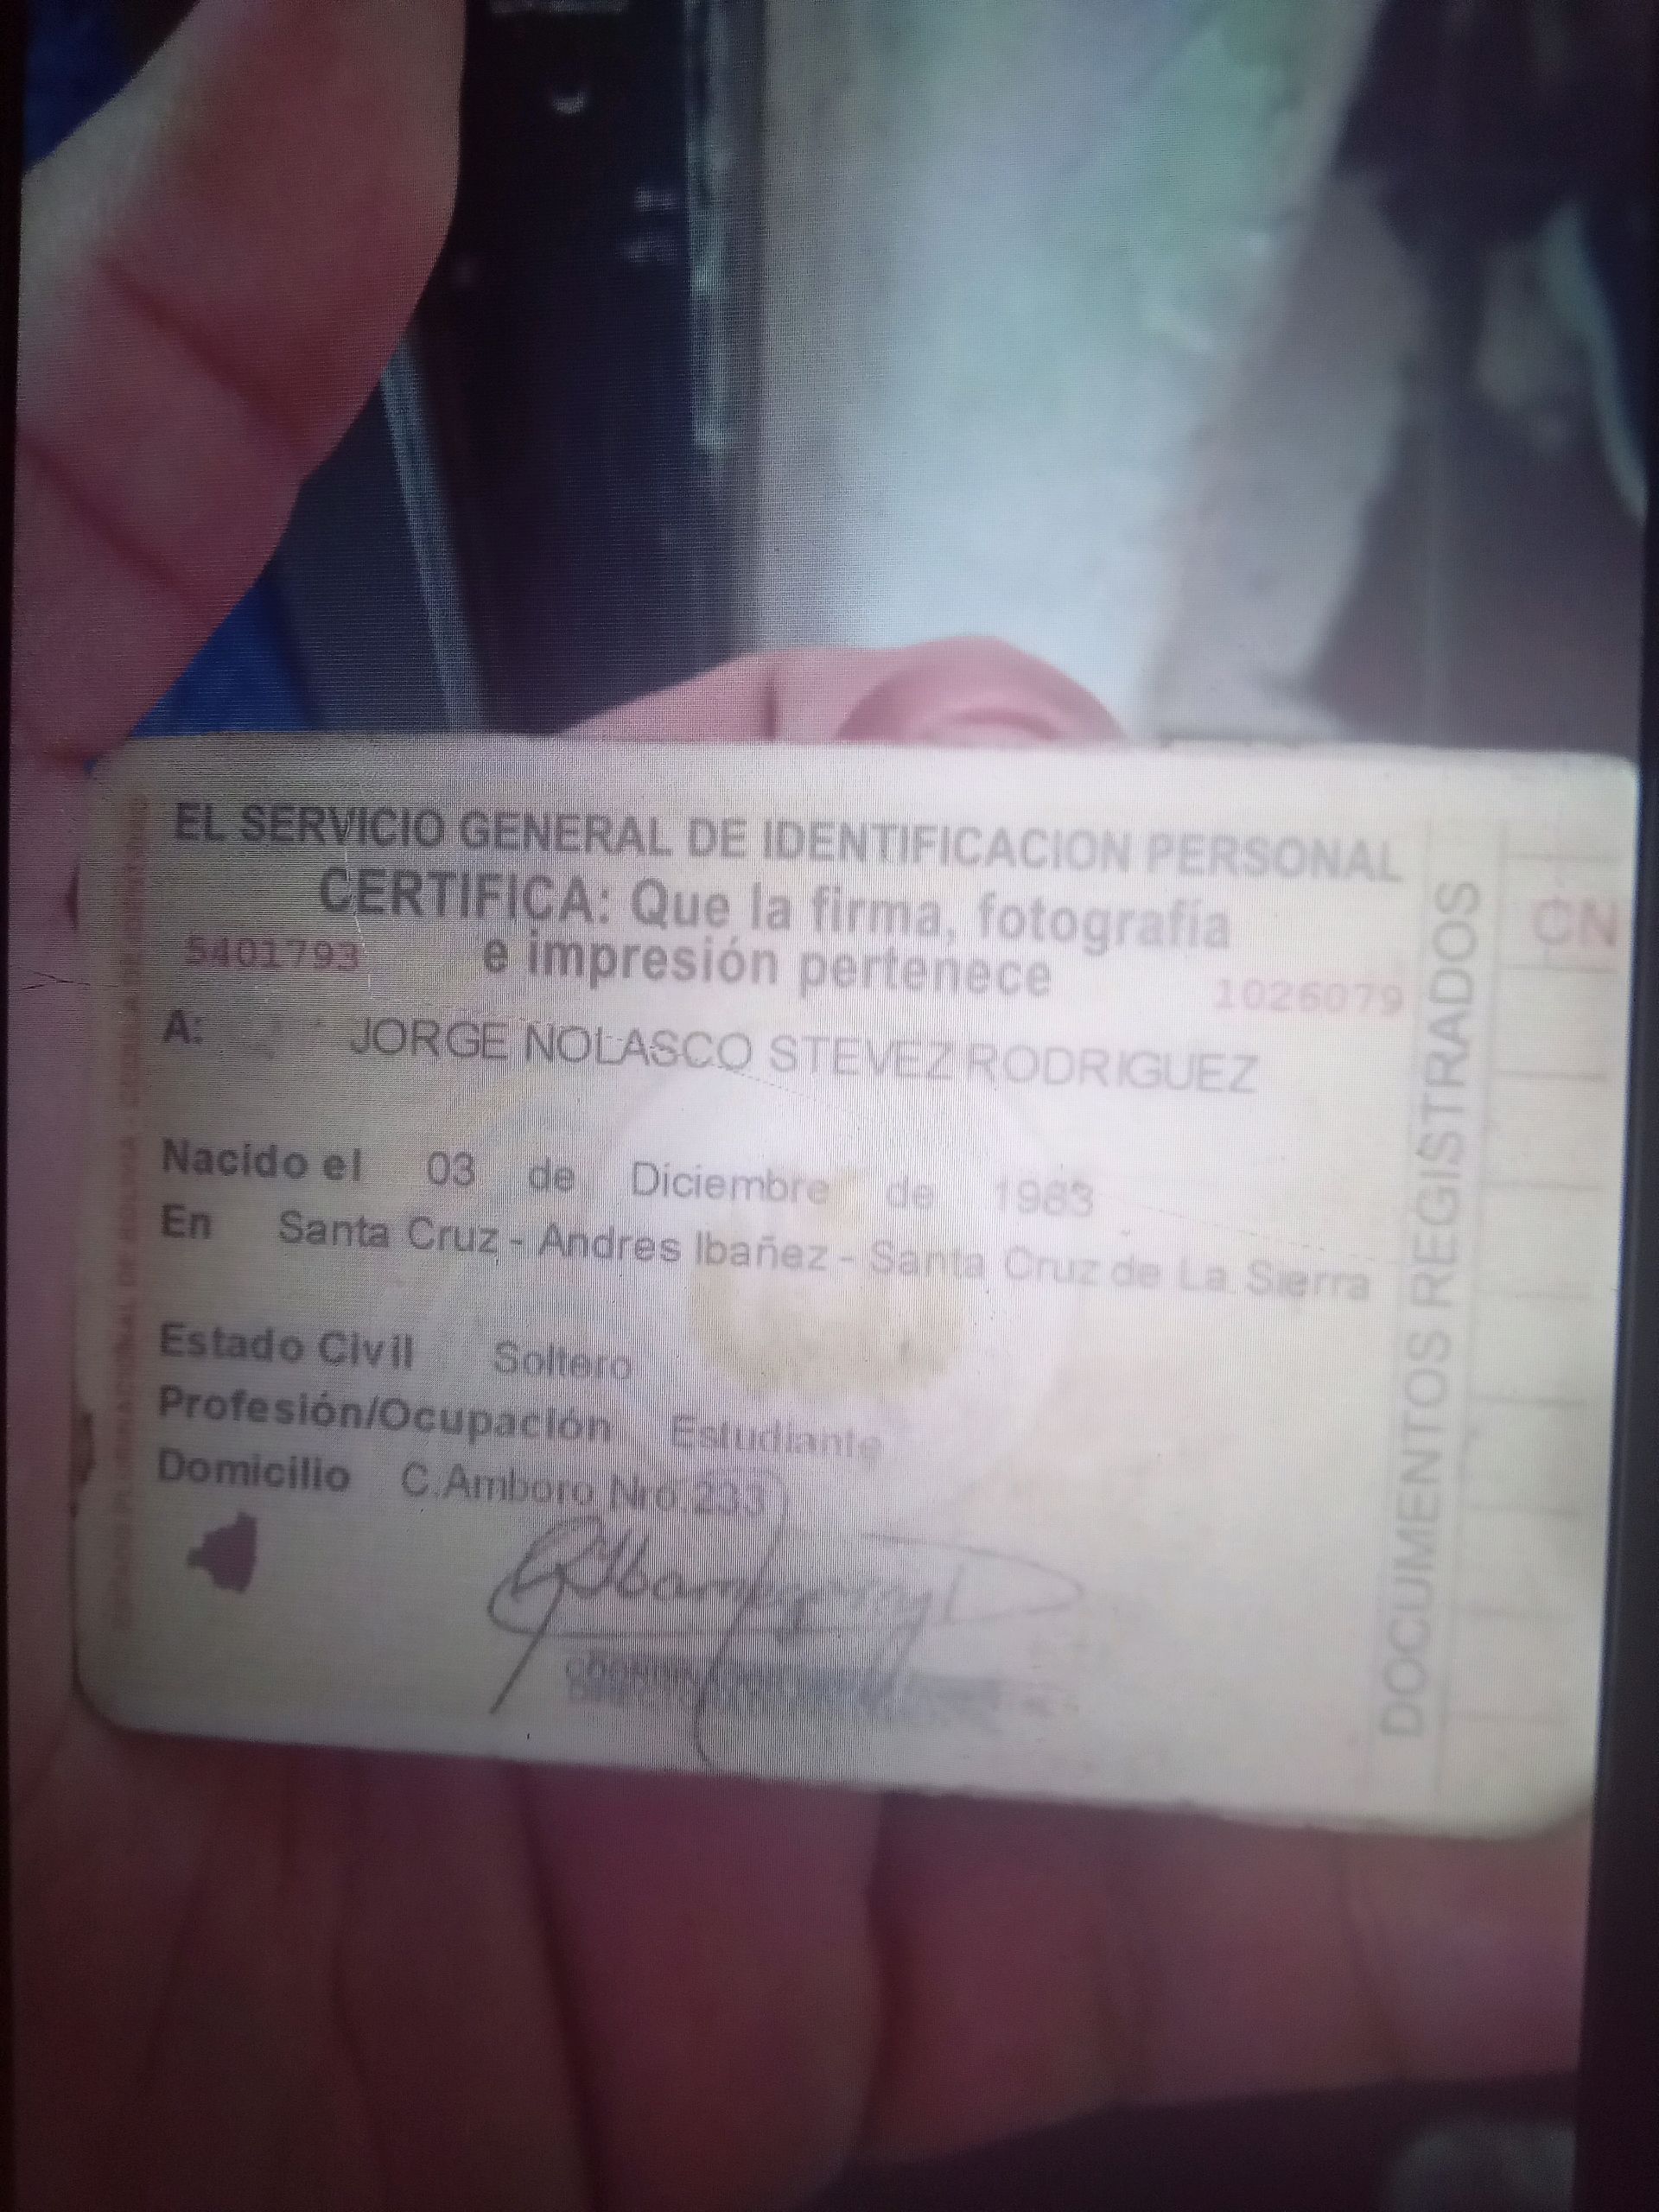 EL SERVICIO GENERAL DE IDENTIFICACION PERSONAL
CERTIFICA: Que la firma, fotografía
5401793 e impresión pertenece 1026079
A: JORGE NOLASCO STEVEZ RODRIGUEZ
Nacido el 03 de Diciembre de 1983
En Santa Cruz - Andres Ibañez - Santa Cruz de La Sierra
Estado Civil Soltero
Profesión/Ocupación Estudiante
Domicilio C.Amboro Nro.233
DOCUMENTOS REGISTRADOS
CN